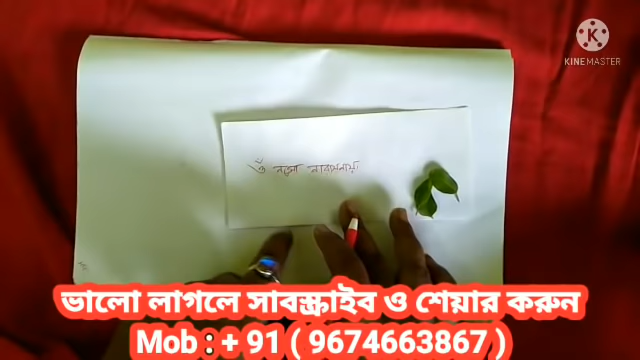 KINEMASTER
ওঁ নমো নারায়ণায়
ভালো লাগলে সাবস্ক্রাইব ও শেয়ার করুন
Mob : + 91 ( 9674663867 )